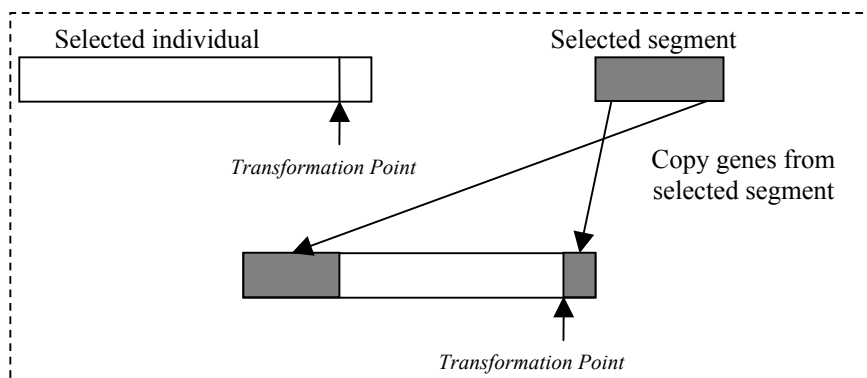 Selected individual
Selected segment
Transformation Point
Copy genes from
selected segment
Transformation Point